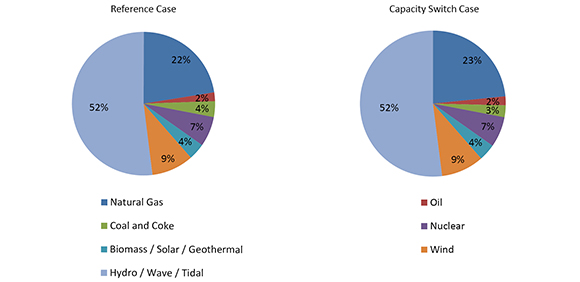 Reference Case
Capacity Switch Case
22%
2%
4%
7%
4%
9%
52%
23%
2%
3%
7%
4%
9%
52%
Natural Gas
Oil
Coal and Coke
Nuclear
Biomass / Solar / Geothermal
Wind
Hydro / Wave / Tidal